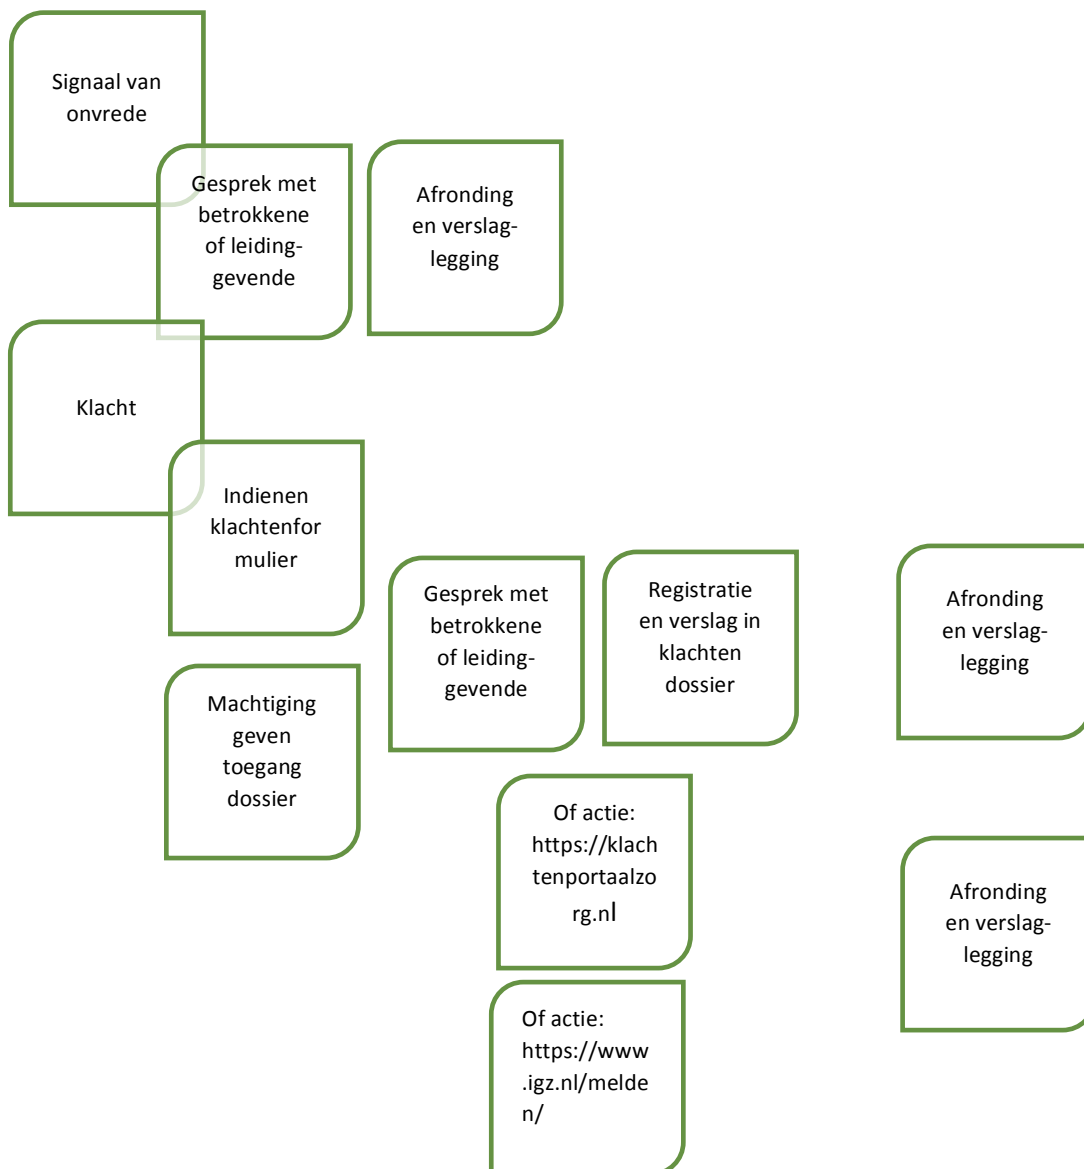 Signaal van
onvrede
Gesprek met
betrokkene
of leiding-
gevende
Afronding
en verslag-
legging
Klacht
Indienen
klachtenfor
mulier
Gesprek met
betrokkene
of leiding-
gevende
Registratie
en verslag in
klachten
dossier
Afronding
en verslag-
legging
Machtiging
geven
toegang
dossier
Of actie:
https://klach
tenportaalzo
rg.nl
Afronding
en verslag-
legging
Of actie:
https://www
.igz.nl/melde
n/